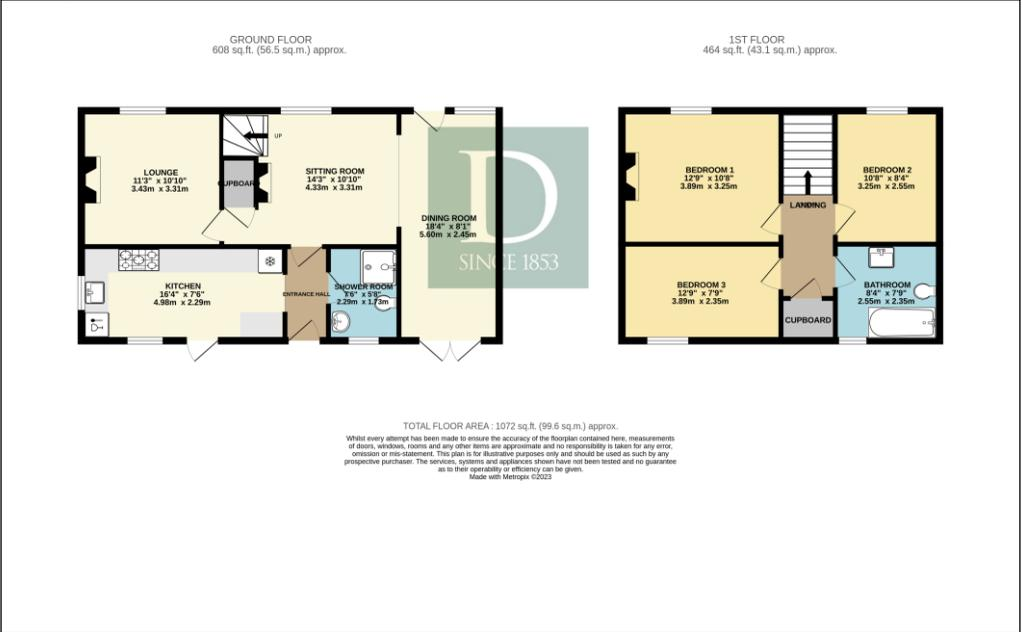 GROUND FLOOR
608 sq.ft. (56.5 sq.m.) approx.
1ST FLOOR
464 sq.ft. (43.1 sq.m.) approx.
UP
LOUNGE
11'3" x 10'10"
3.43m x 3.31m
CUPBOARD
SITTING ROOM
14'3" x 10'10"
4.33m x 3.31m
DINING ROOM
18'4" x 8'1"
5.60m x 2.45m
D
SINCE 1853
KITCHEN
16'4" x 7'6"
4.98m x 2.29m
ENTRANCE HALL
SHOWER ROOM
7'6" x 5'8"
2.29m x 1.73m
BEDROOM 1
12'9" x 10'8"
3.89m x 3.25m
BEDROOM 2
10'8" x 8'4"
3.25m x 2.55m
LANDING
BEDROOM 3
12'9" x 7'9"
3.89m x 2.35m
BATHROOM
8'4" x 7'9"
2.55m x 2.35m
CUPBOARD
TOTAL FLOOR AREA : 1072 sq.ft. (99.6 sq.m.) approx.
Whilst every attempt has been made to ensure the accuracy of the floorplan contained here, measurements
of doors, windows, rooms and any other items are approximate and no responsibility is taken for any error,
omission or mis-statement. This plan is for illustrative purposes only and should be used as such by any
prospective purchaser. The services, systems and appliances shown have not been tested and no guarantee
as to their operability or efficiency can be given.
Made with Metropix ©2023